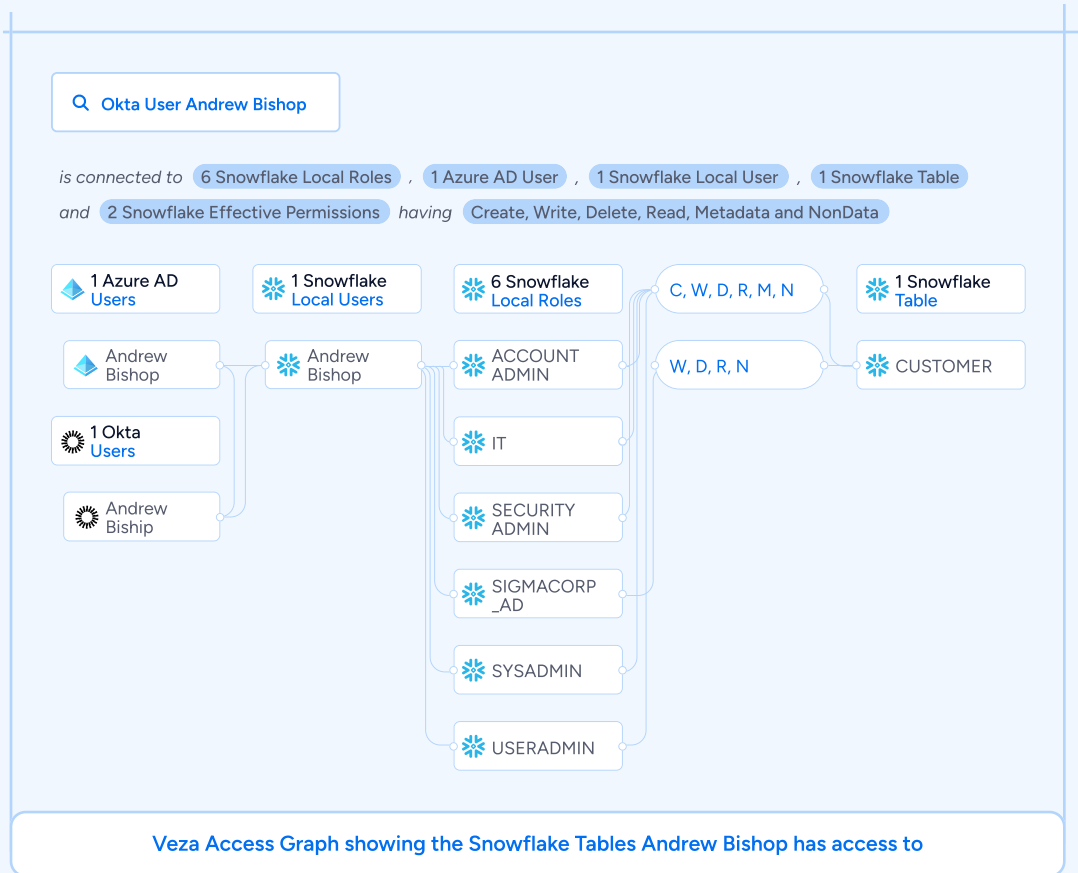 Okta User Andrew Bishop
is connected to 6 Snowflake Local Roles , 1 Azure AD User , 1 Snowflake Local User , 1 Snowflake Table
and 2 Snowflake Effective Permissions having Create, Write, Delete, Read, Metadata and NonData
1 Azure AD
Users
Andrew
Bishop
1 Okta
Users
Andrew
Biship
1 Snowflake
Local Users
Andrew
Bishop
6 Snowflake
Local Roles
ACCOUNT
ADMIN
IT
SECURITY
ADMIN
SIGMACORP
_AD
SYSADMIN
USERADMIN
C, W, D, R, M, N
W, D, R, N
1 Snowflake
Table
CUSTOMER
Veza Access Graph showing the Snowflake Tables Andrew Bishop has access to